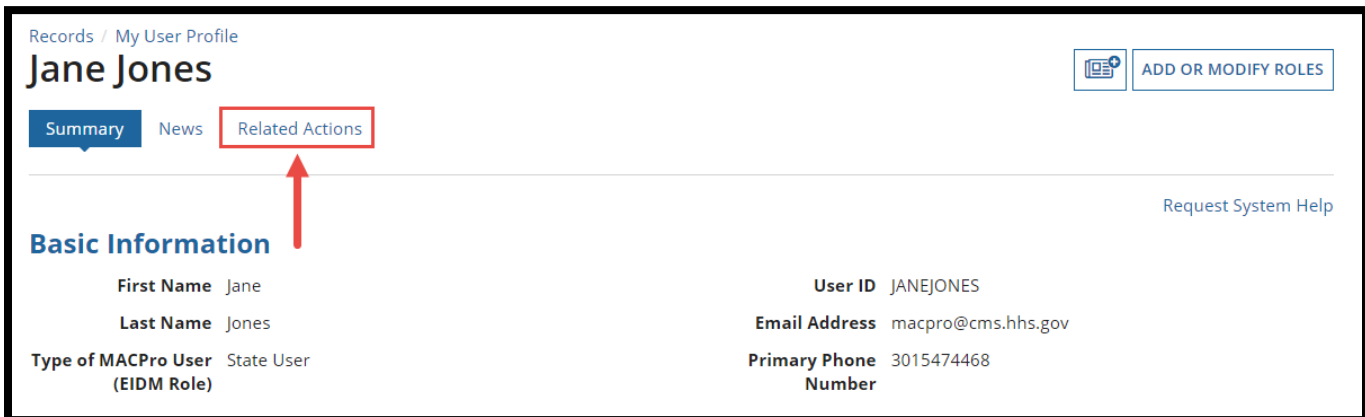 Records / My User Profile
Jane Jones
ADD OR MODIFY ROLES
Summary News Related Actions
Request System Help
Basic Information
First Name Jane
User ID JANEJONES
Last Name Jones
Email Address macpro@cms.hhs.gov
Type of MACPro User State User
(EIDM Role)
Primary Phone 3015474468
Number